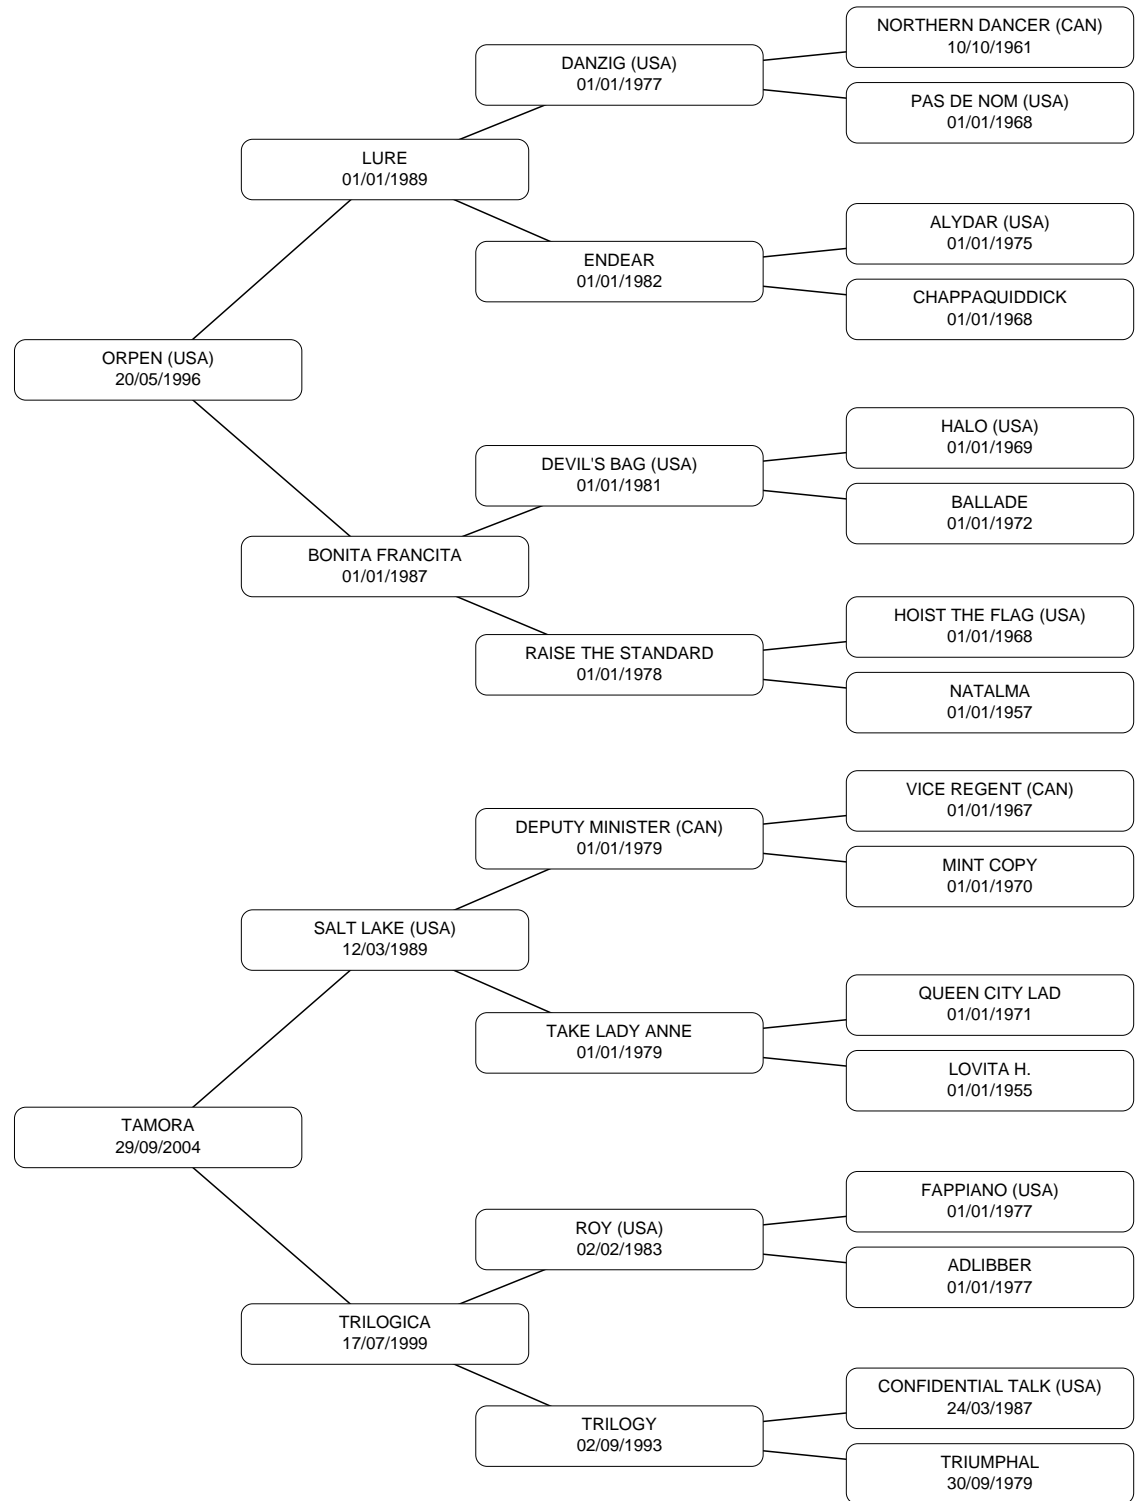 NORTHERN DANCER (CAN)
10/10/1961
DANZIG (USA)
01/01/1977
PAS DE NOM (USA)
01/01/1968
LURE
01/01/1989
ALYDAR (USA)
01/01/1975
ENDEAR
01/01/1982
CHAPPAQUIDDICK
01/01/1968
ORPEN (USA)
20/05/1996
HALO (USA)
01/01/1969
DEVIL'S BAG (USA)
01/01/1981
BALLADE
01/01/1972
BONITA FRANCITA
01/01/1987
HOIST THE FLAG (USA)
01/01/1968
RAISE THE STANDARD
01/01/1978
NATALMA
01/01/1957
VICE REGENT (CAN)
01/01/1967
DEPUTY MINISTER (CAN)
01/01/1979
MINT COPY
01/01/1970
SALT LAKE (USA)
12/03/1989
QUEEN CITY LAD
01/01/1971
TAKE LADY ANNE
01/01/1979
LOVITA H.
01/01/1955
TAMORA
29/09/2004
FAPPIANO (USA)
01/01/1977
ROY (USA)
02/02/1983
ADLIBBER
01/01/1977
TRILOGICA
17/07/1999
CONFIDENTIAL TALK (USA)
24/03/1987
TRILOGY
02/09/1993
TRIUMPHAL
30/09/1979